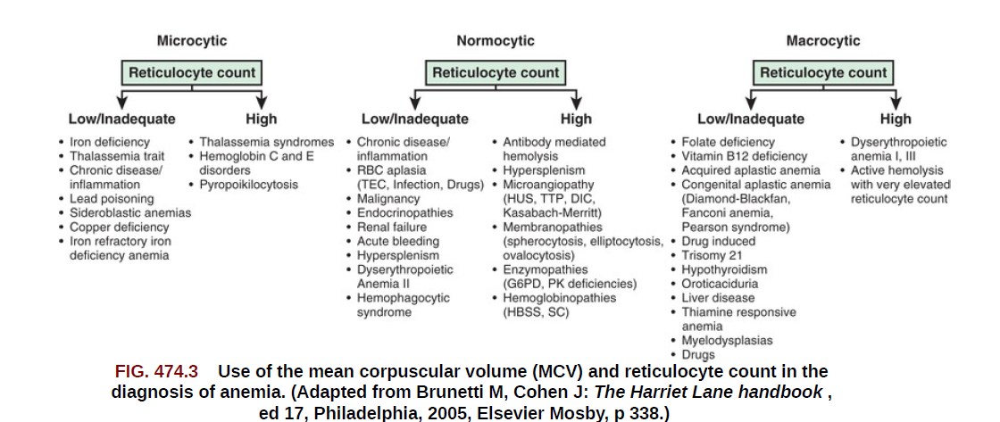 Microcytic
Reticulocyte count
Low/Inadequate
• Iron deficiency
• Thalassemia trait
• Chronic disease/
inflammation
• Lead poisoning
• Sideroblastic anemias
• Copper deficiency
• Iron refractory iron
deficiency anemia
High
• Thalassemia syndromes
• Hemoglobin C and E
disorders
• Pyropoikilocytosis
Normocytic
Reticulocyte count
Low/Inadequate
• Chronic disease/
inflammation
• RBC aplasia
(TEC, Infection, Drugs)
• Malignancy
• Endocrinopathies
• Renal failure
• Acute bleeding
• Hypersplenism
• Dyserythropoietic
Anemia II
• Hemophagocytic
syndrome
High
• Antibody mediated
hemolysis
• Hypersplenism
• Microangiopathy
(HUS, TTP, DIC,
Kasabach-Merritt)
• Membranopathies
(spherocytosis, elliptocytosis,
ovalocytosis)
• Enzymopathies
(G6PD, PK deficiencies)
• Hemoglobinopathies
(HBSS, SC)
Macrocytic
Reticulocyte count
Low/Inadequate
• Folate deficiency
• Vitamin B12 deficiency
• Acquired aplastic anemia
• Congenital aplastic anemia
(Diamond-Blackfan,
Fanconi anemia,
Pearson syndrome)
• Drug induced
• Trisomy 21
• Hypothyroidism
• Oroticaciduria
• Liver disease
• Thiamine responsive
anemia
• Myelodysplasias
• Drugs
High
• Dyserythropoietic
anemia I, III
• Active hemolysis
with very elevated
reticulocyte count
FIG. 474.3 Use of the mean corpuscular volume (MCV) and reticulocyte count in the
diagnosis of anemia. (Adapted from Brunetti M, Cohen J: The Harriet Lane handbook ,
ed 17, Philadelphia, 2005, Elsevier Mosby, p 338.)